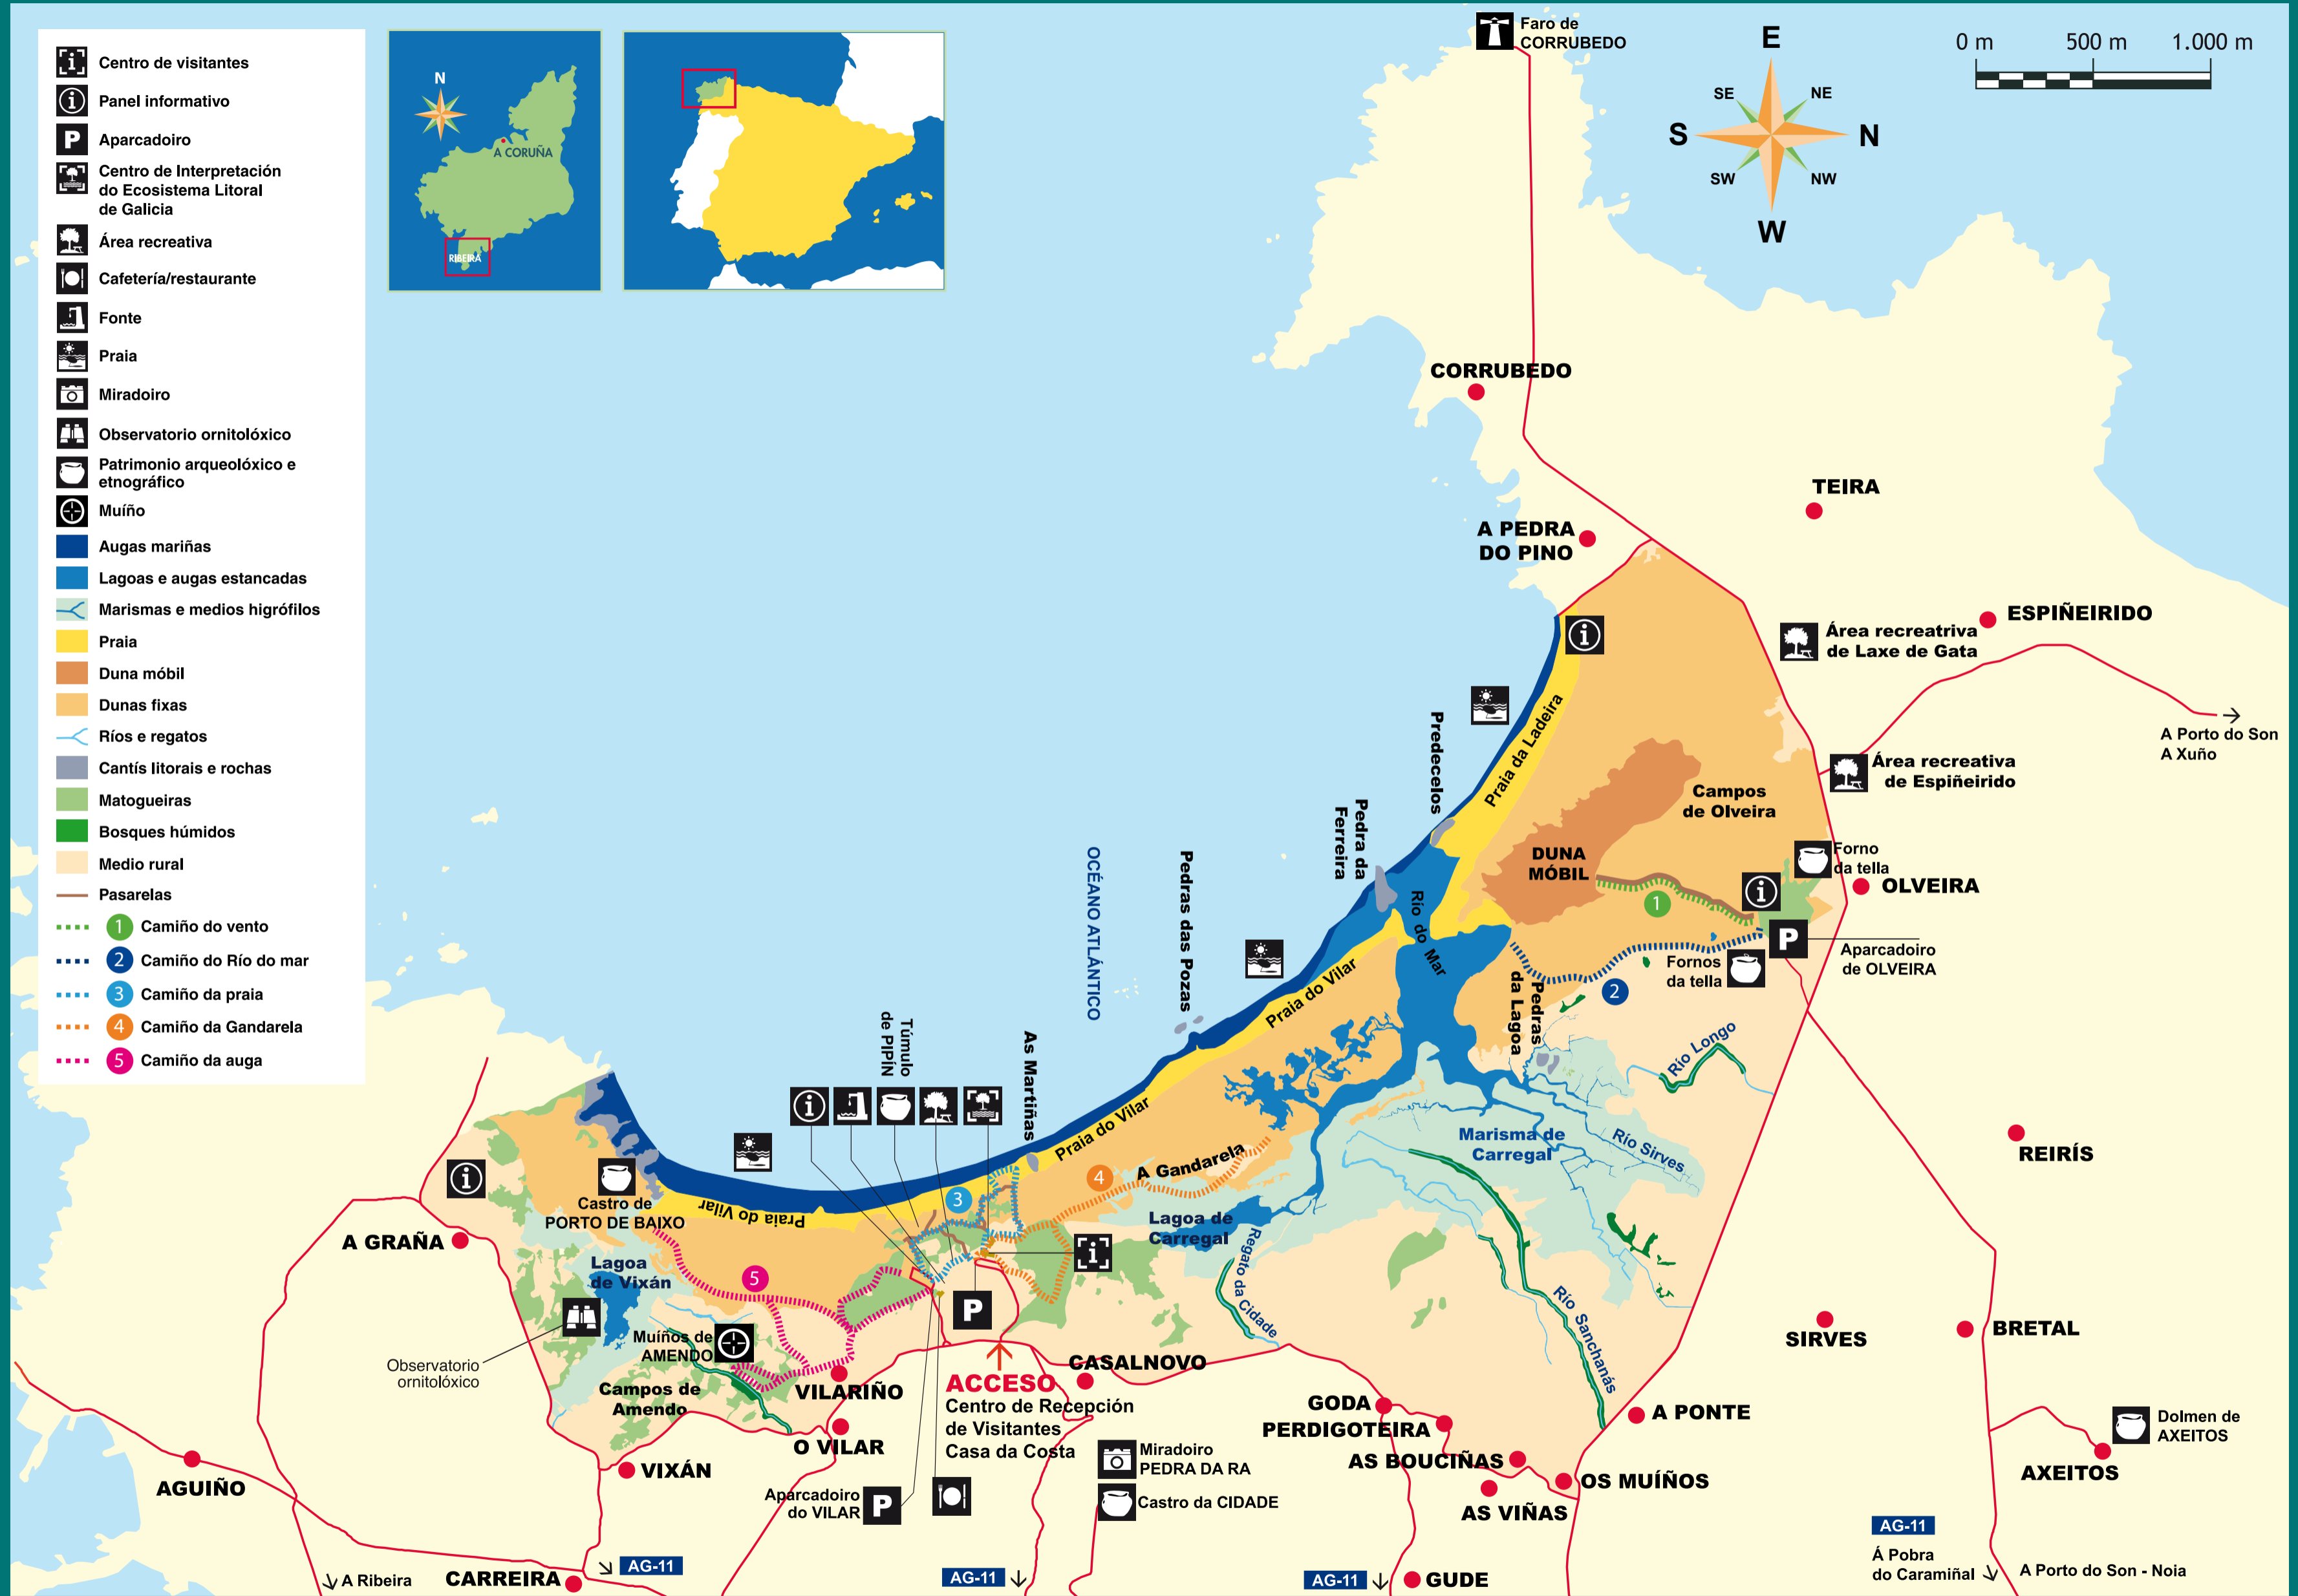 Centro de visitantes
Panel informativo
P
Aparcadoiro
Centro de Interpretación
do Ecosistema Litoral
de Galicia
Área recreativa
Cafetería/restaurante
Fonte
Praia
Miradoiro
Observatorio ornitolóxico
Patrimonio arqueolóxico e
etnográfico
Muíño
Augas mariñas
Lagoas e augas estancadas
Marismas e medios higrófilos
Praia
Duna móbil
Dunas fixas
Ríos e regatos
Cantís litorais e rochas
Matogueiras
Bosques húmidos
Medio rural
Pasarelas
1 Camiño do vento
2 Camiño do Río do mar
3 Camiño da praia
4 Camiño da Gandarela
5 Camiño da auga
N
A CORUÑA
RIBEIRA
Faro de
CORRUBEDO
E
SE
NE
S
N
SW
NW
W
0 m
500 m
1.000 m
CORRUBEDO
TEIRA
A PEDRA
DO PINO
ESPIÑEIRIDO
Área recreatriva
de Laxe de Gata
A Porto do Son
A Xuño
Área recreativa
de Espiñeirido
Praia da Ladeira
Predecelos
Pedra da
Ferreira
Campos
de Olveira
DUNA
MÓBIL
Forno
da tella
OLVEIRA
1
P
Aparcadoiro
de OLVEIRA
Fornos
da tella
2
Río do Mar
Pedras
da Lagoa
OCÉANO ATLÁNTICO
Pedras das Pozas
Praia do Vilar
Río Longo
Túmulo
de PIPÍN
As Martiñas
Praia do Vilar
Marisma de
Carregal
Río Sirves
REIRÍS
A Gandarela
4
3
Castro de
PORTO DE BAIXO
Praia do Vilar
A GRAÑA
Lagoa de
Carregal
Regato da Cidade
Lagoa
de Vixán
5
P
Río Sanchanás
Muíños de
AMENDO
Observatorio
ornitolóxico
Campos de
Amendo
VILARIÑO
ACCESO
Centro de Recepción
de Visitantes
Casa da Costa
CASALNOVO
SIRVES
BRETAL
GODA
PERDIGOTEIRA
A PONTE
Dolmen de
AXEITOS
AXEITOS
O VILAR
VIXÁN
AS BOUCIÑAS
OS MUÍÑOS
AS VIÑAS
Miradoiro
PEDRA DA RA
Castro da CIDADE
AGUIÑO
Aparcadoiro
do VILAR
P
AG-11
A Ribeira
CARREIRA
AG-11
AG-11
GUDE
AG-11
Á Pobra
do Caramiñal
A Porto do Son - Noia